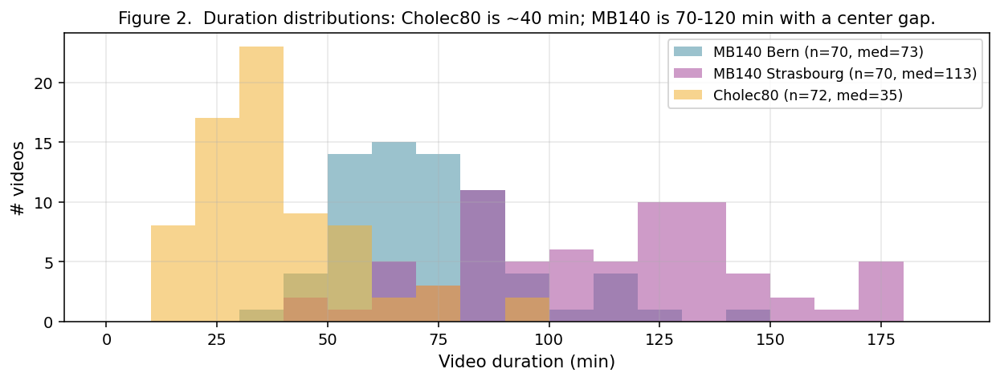 Figure 2.  Duration distributions: Cholec80 is ~40 min; MB140 is 70-120 min with a center gap.
MB140 Bern (n=70, med=73)
MB140 Strasbourg (n=70, med=113)
Cholec80 (n=72, med=35)
# videos
20
15
10
5
0
0 25 50 75 100 125 150 175
Video duration (min)